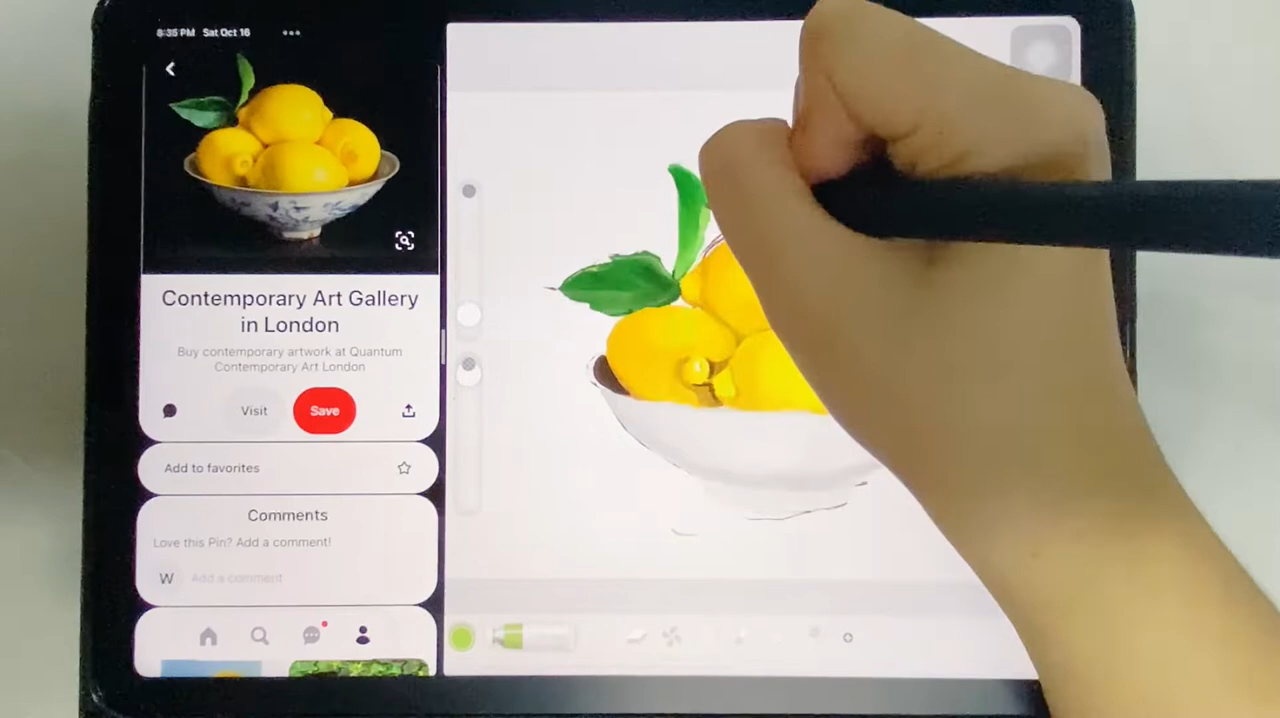 8:35 PM Sat Oct 16
Contemporary Art Gallery
in London
Buy contemporary artwork at Quantum
Contemporary Art London
Visit
Save
Add to favorites
Comments
Love this Pin? Add a comment!
W
Add a comment